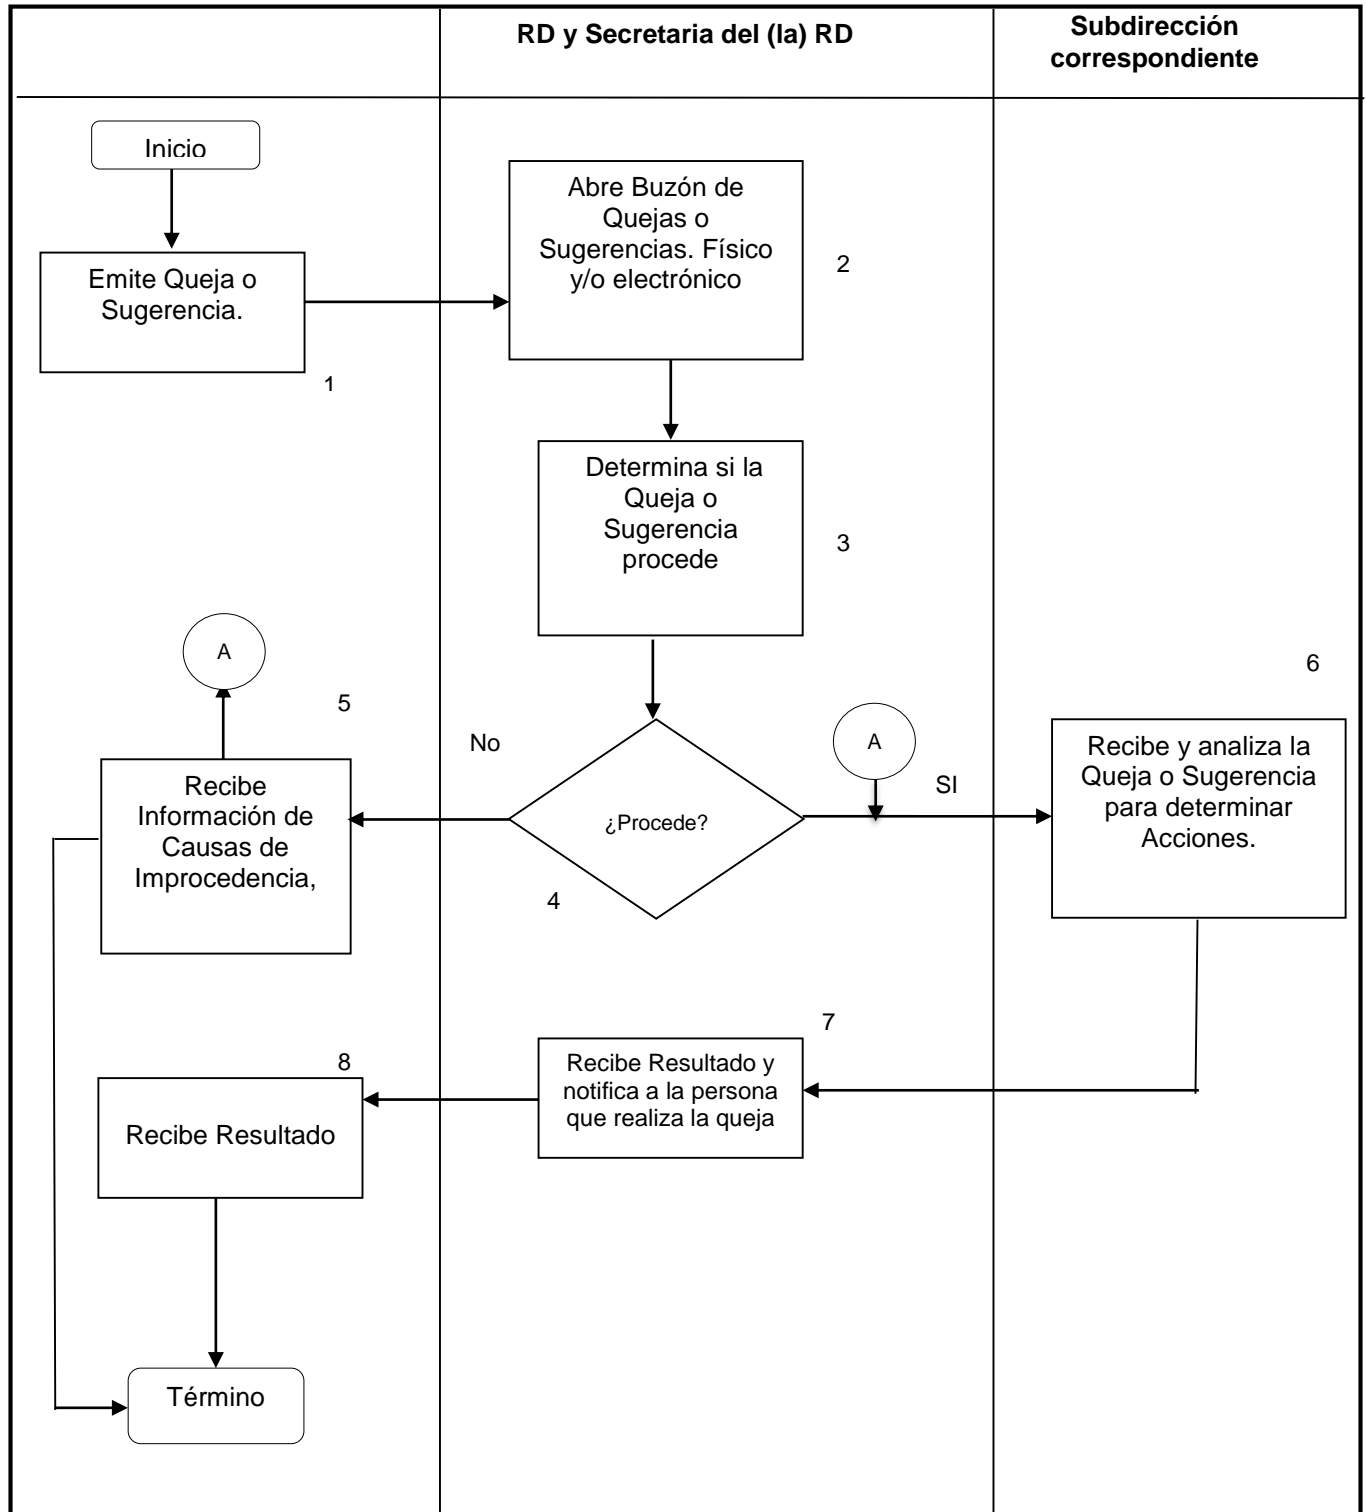 RD y Secretaria del (la) RD
Subdirección
correspondiente
Inicio
Emite Queja o
Sugerencia.
1
Abre Buzón de
Quejas o
Sugerencias. Físico
y/o electrónico
2
Determina si la
Queja o
Sugerencia
procede
3
¿Procede?
4
No
A
5
Recibe
Información de
Causas de
Improcedencia,
A
SI
6
Recibe y analiza la
Queja o Sugerencia
para determinar
Acciones.
7
Recibe Resultado y
notifica a la persona
que realiza la queja
8
Recibe Resultado
Término